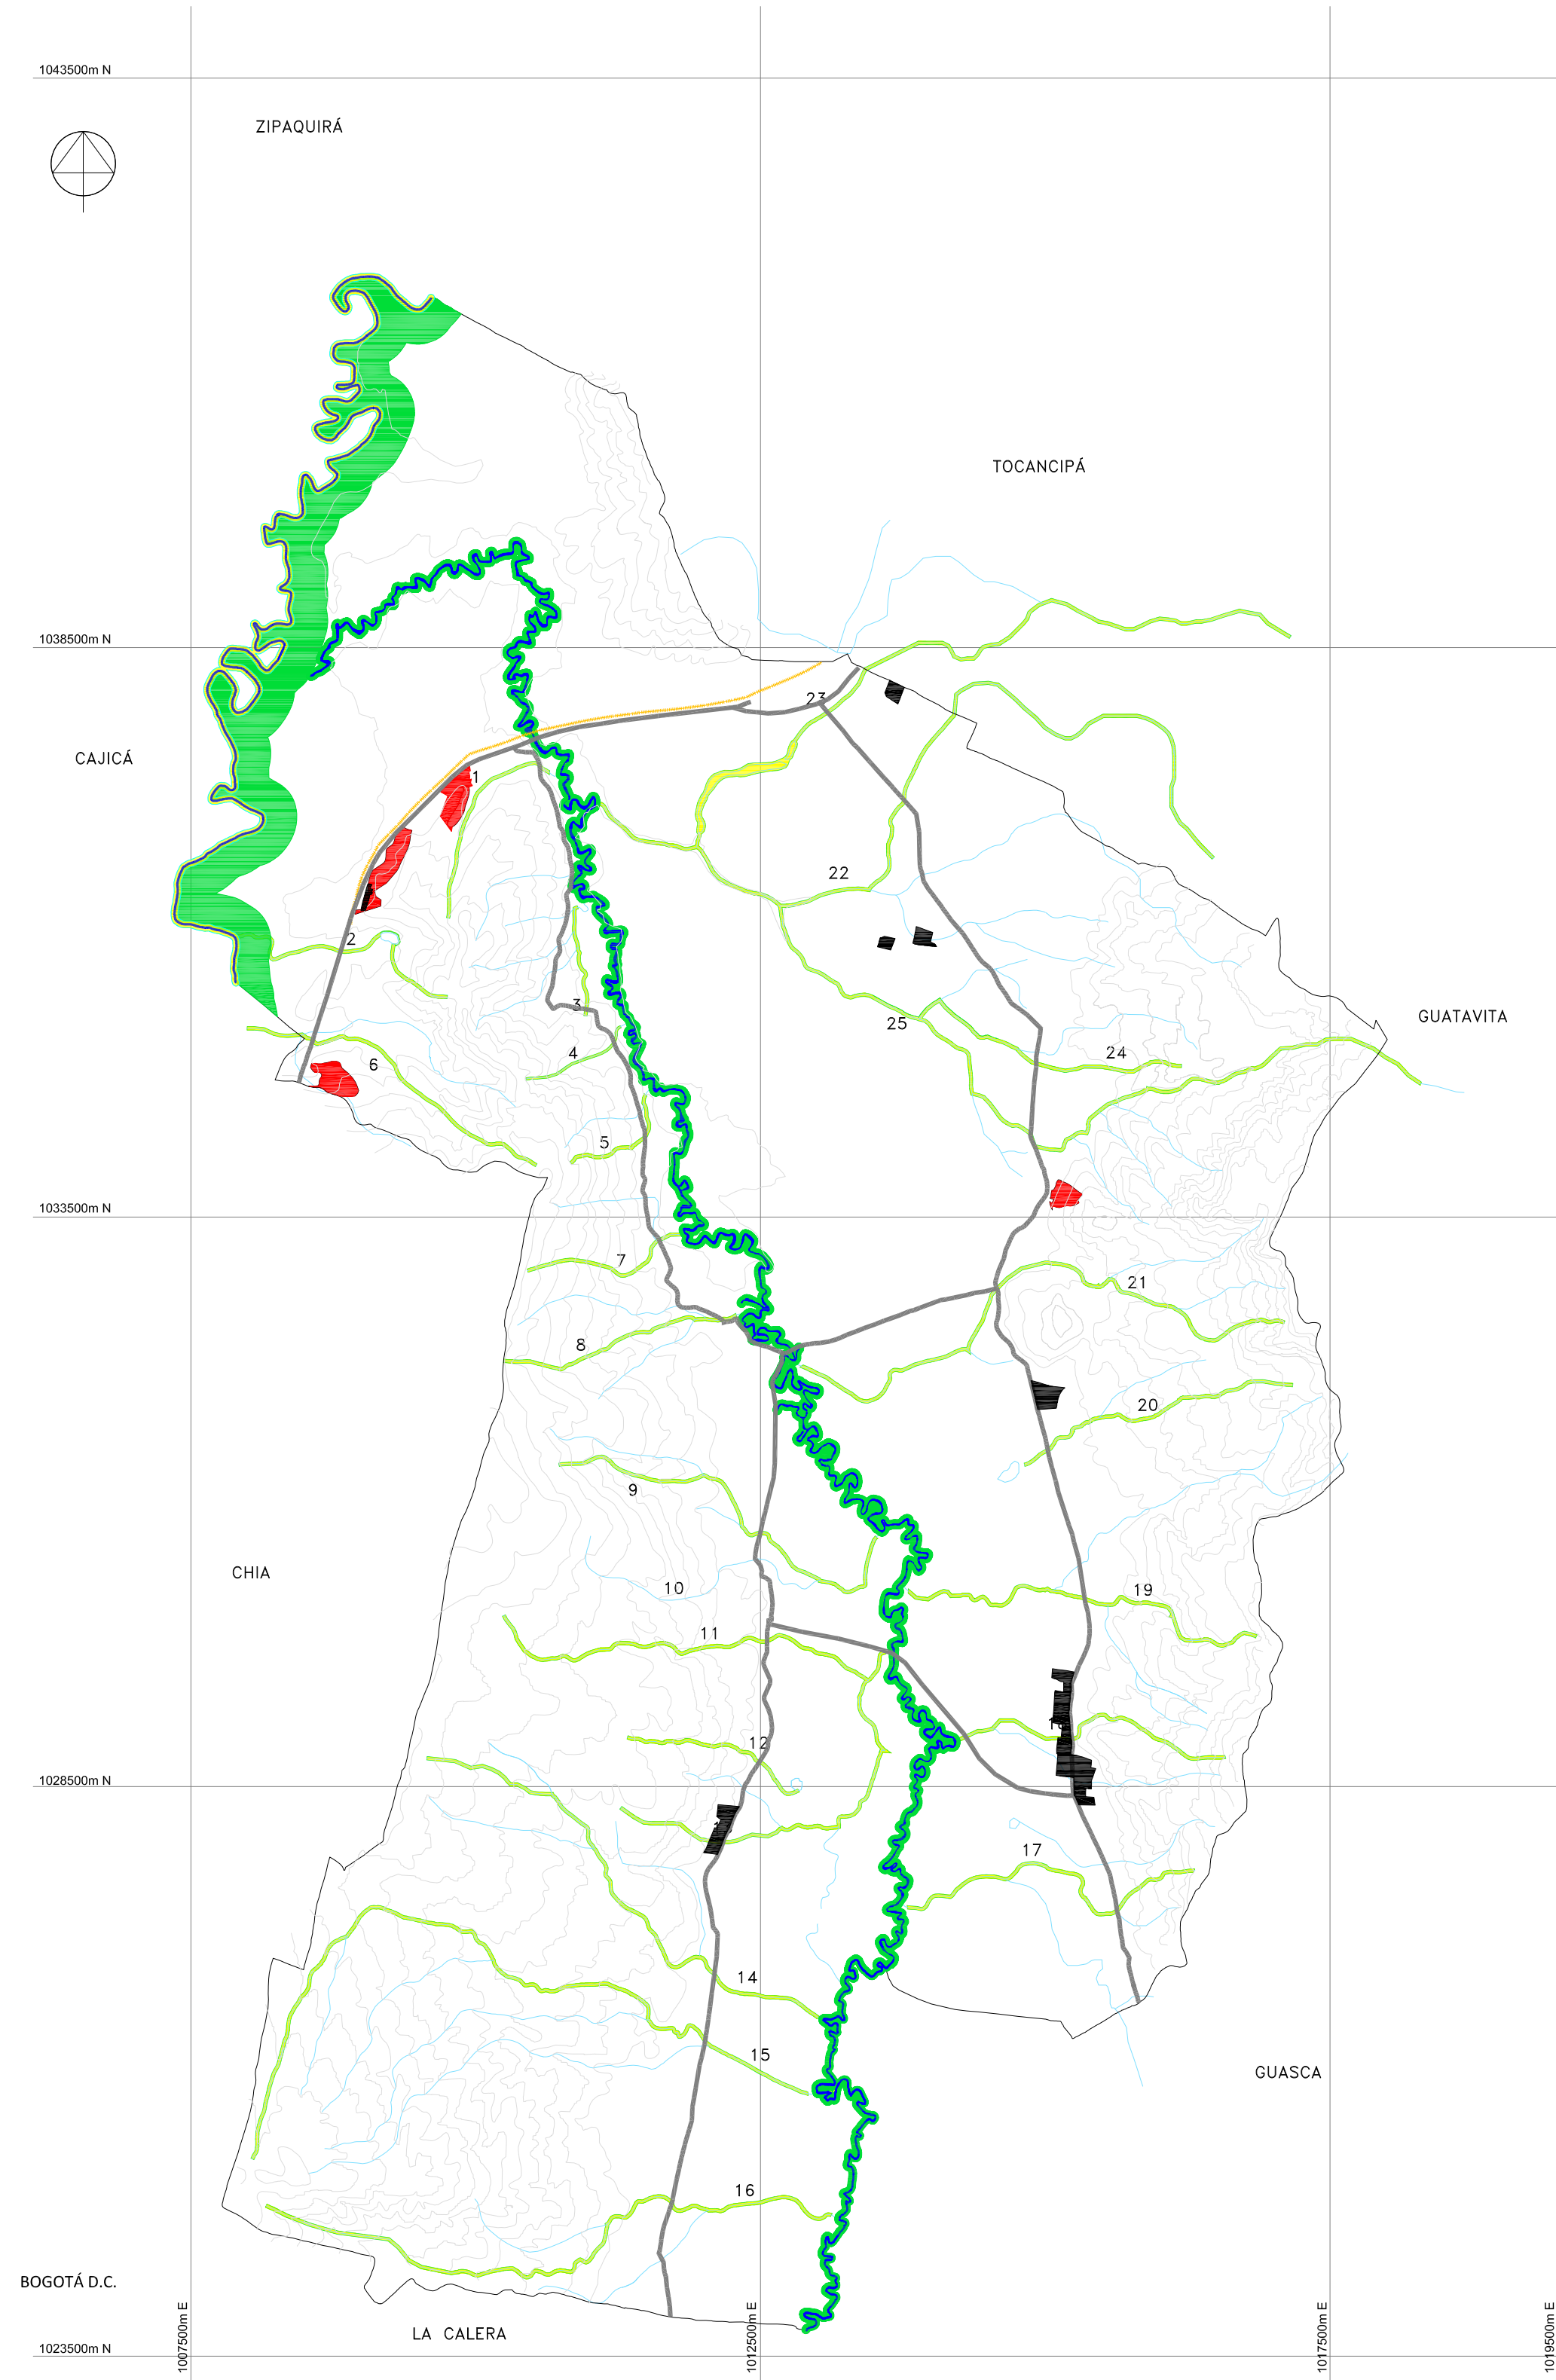 1043500m N
ZIPAQUIRÁ
TOCANCIPÁ
1038500m N
23
CAJICÁ
1
22
2
3
25
GUATAVITA
4
24
6
5
1033500m N
7
21
8
20
9
CHIA
10
19
11
12
1028500m N
17
14
15
GUASCA
16
BOGOTÁ D.C.
LA CALERA
1023500m N
1007500m E
1012500m E
1017500m E
1019500m E